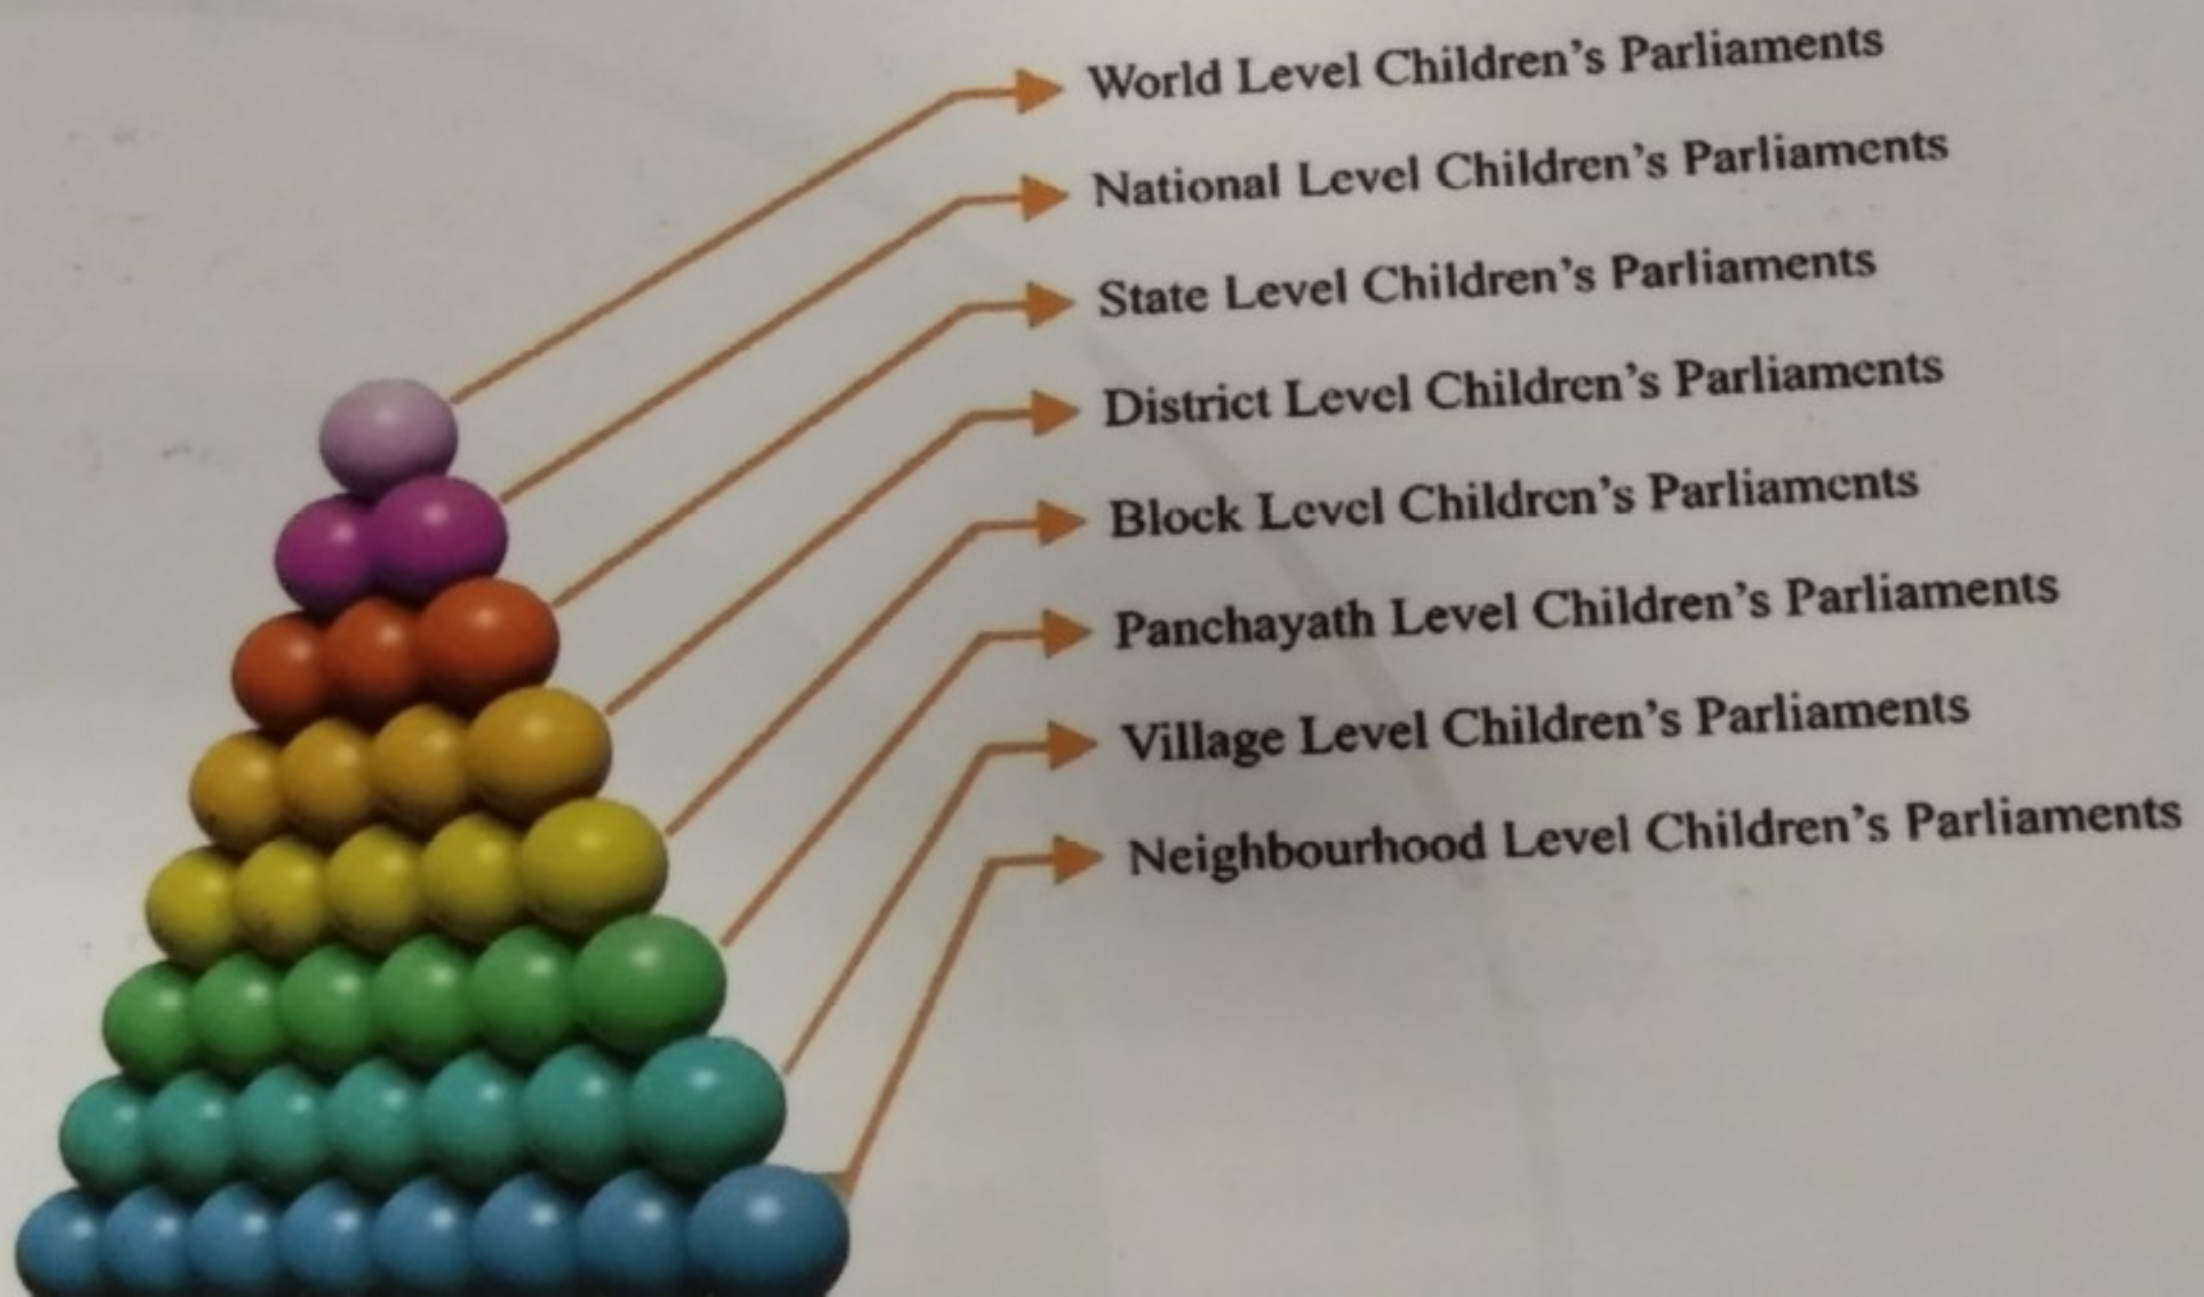 World Level Children's Parliaments
National Level Children's Parliaments
State Level Children's Parliaments
District Level Children's Parliaments
Block Level Children's Parliaments
Panchayath Level Children's Parliaments
Village Level Children's Parliaments
Neighbourhood Level Children's Parliaments